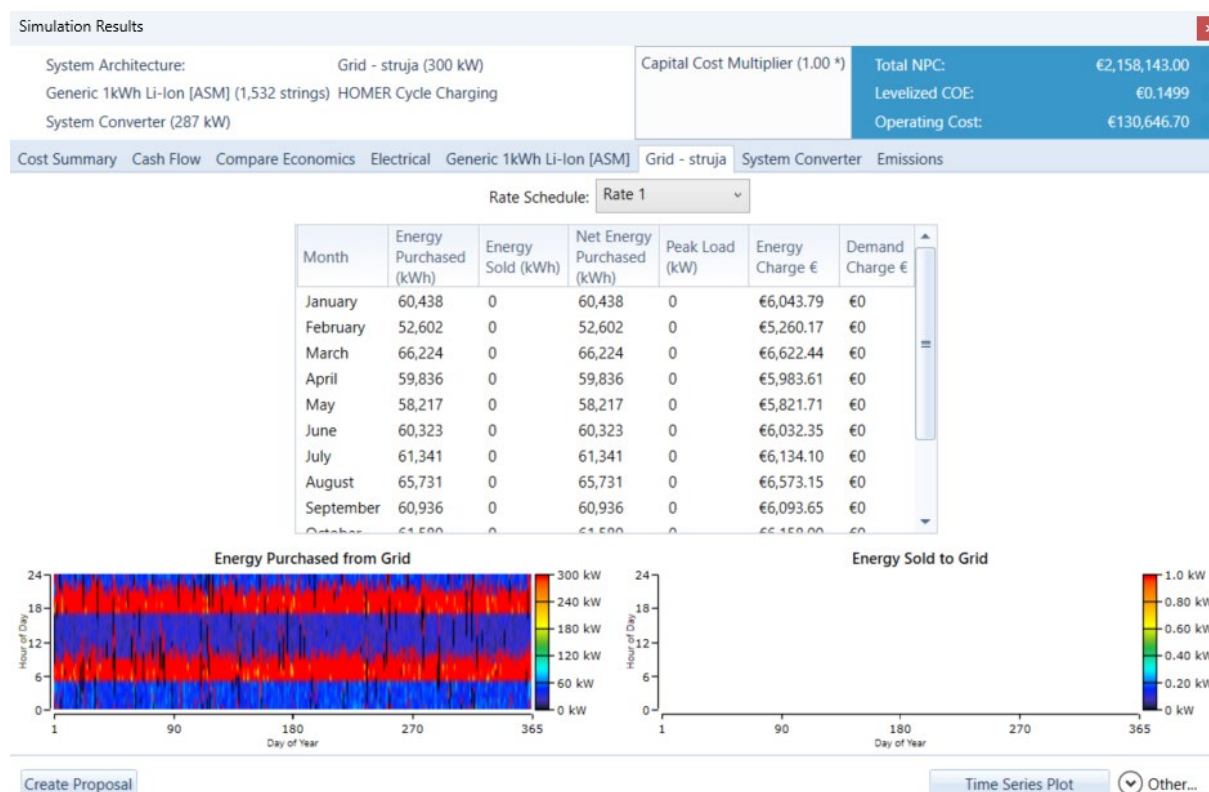 Simulation Results
System Architecture: Grid - struja (300 kW) Capital Cost Multiplier (1.00 *) Total NPC: €2,158,143.00
Generic 1kWh Li-Ion [ASM] (1,532 strings) HOMER Cycle Charging Levelized COE: €0.1499
System Converter (287 kW) Operating Cost: €130,646.70
Cost Summary Cash Flow Compare Economics Electrical Generic 1kWh Li-Ion [ASM] Grid - struja System Converter Emissions
Rate Schedule: Rate 1
Month Energy Purchased (kWh) Energy Sold (kWh) Net Energy Purchased (kWh) Peak Load (kW) Energy Charge € Demand Charge €
January 60,438 0 60,438 0 €6,043.79 €0
February 52,602 0 52,602 0 €5,260.17 €0
March 66,224 0 66,224 0 €6,622.44 €0
April 59,836 0 59,836 0 €5,983.61 €0
May 58,217 0 58,217 0 €5,821.71 €0
June 60,323 0 60,323 0 €6,032.35 €0
July 61,341 0 61,341 0 €6,134.10 €0
August 65,731 0 65,731 0 €6,573.15 €0
September 60,936 0 60,936 0 €6,093.65 €0
October
Energy Purchased from Grid
24
18
12
6
0
Hour of Day
1 90 180 270 365
Day of Year
300 kW
240 kW
180 kW
120 kW
60 kW
0 kW
Energy Sold to Grid
24
18
12
6
0
Hour of Day
1 90 180 270 365
Day of Year
1.0 kW
0.80 kW
0.60 kW
0.40 kW
0.20 kW
0 kW
Create Proposal Time Series Plot Other...